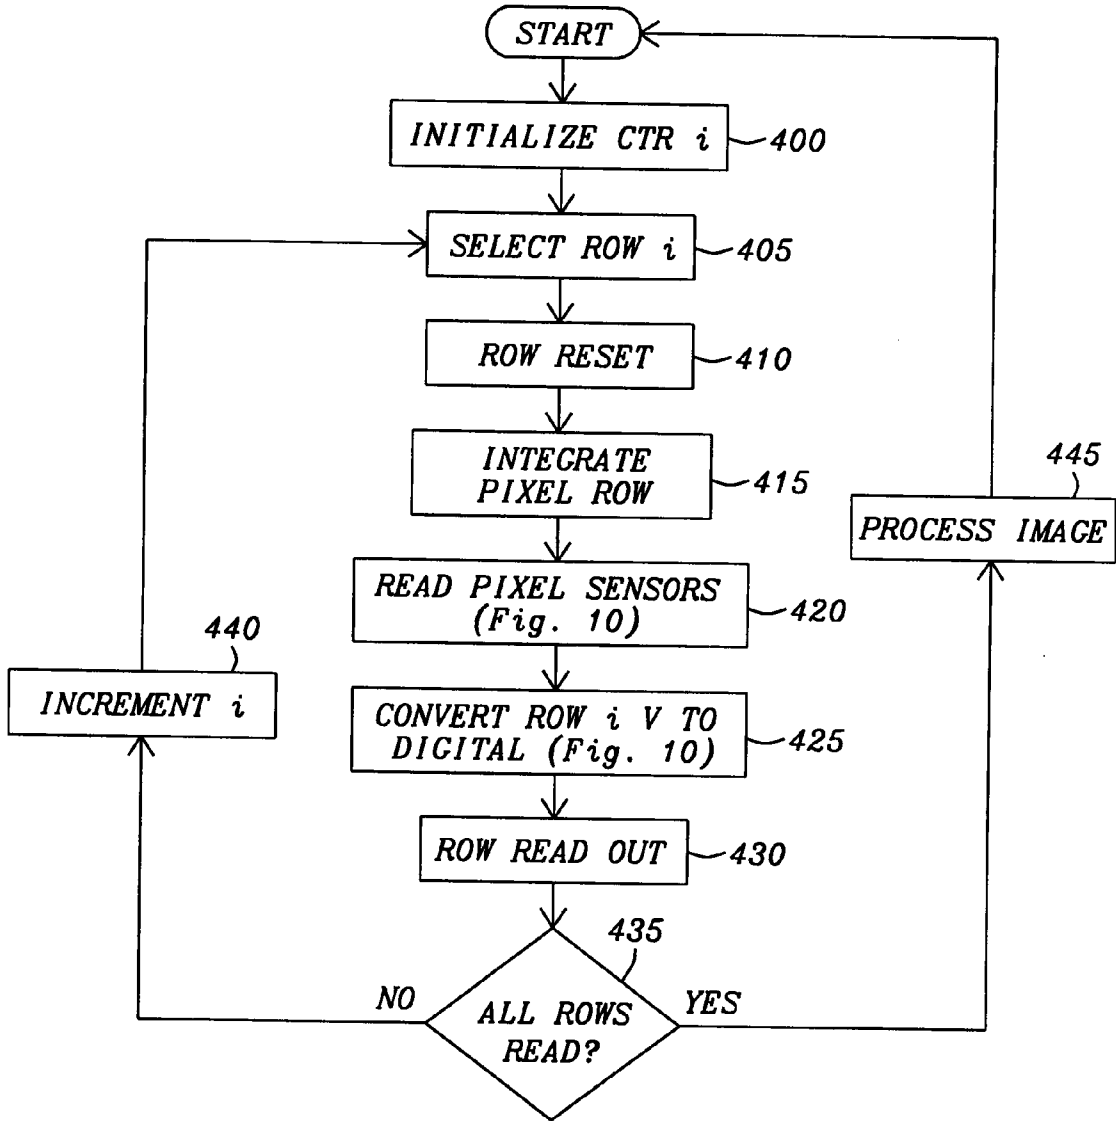 START
INITIALIZE CTR i
400
SELECT ROW i
405
ROW RESET
410
INTEGRATE
PIXEL ROW
415
445
PROCESS IMAGE
READ PIXEL SENSORS
(Fig. 10)
420
440
INCREMENT i
CONVERT ROW i V TO
DIGITAL (Fig. 10)
425
ROW READ OUT
430
435
NO
YES
ALL ROWS
READ?